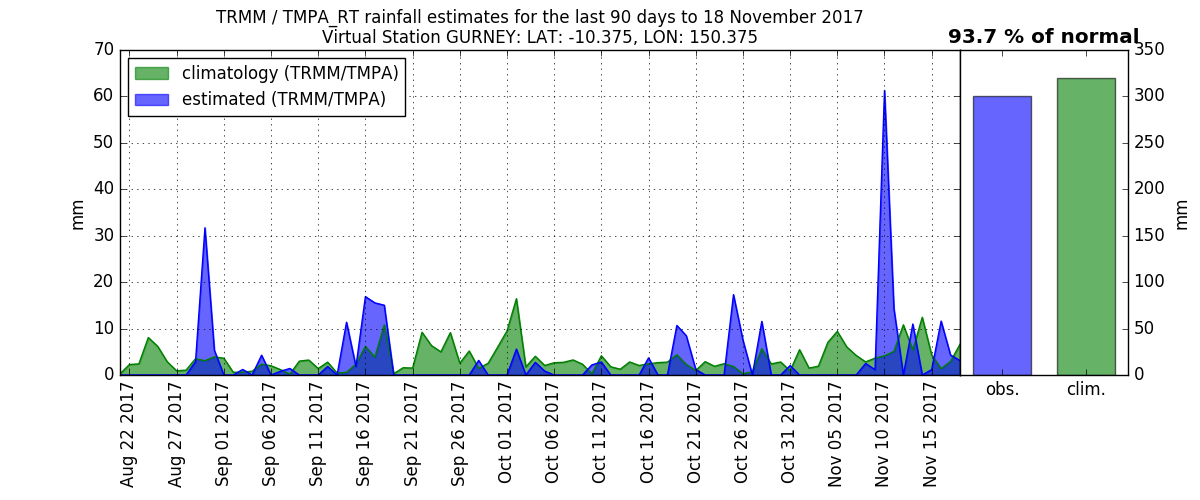 TRMM / TMPA_RT rainfall estimates for the last 90 days to 18 November 2017
Virtual Station GURNEY: LAT: -10.375, LON: 150.375
93.7 % of normal
climatology (TRMM/TMPA)
estimated (TRMM/TMPA)
70
60
50
40
30
20
10
0
mm
350
300
250
200
150
100
50
0
mm
Aug 22 2017
Aug 27 2017
Sep 01 2017
Sep 06 2017
Sep 11 2017
Sep 16 2017
Sep 21 2017
Sep 26 2017
Oct 01 2017
Oct 06 2017
Oct 11 2017
Oct 16 2017
Oct 21 2017
Oct 26 2017
Oct 31 2017
Nov 05 2017
Nov 10 2017
Nov 15 2017
obs.
clim.